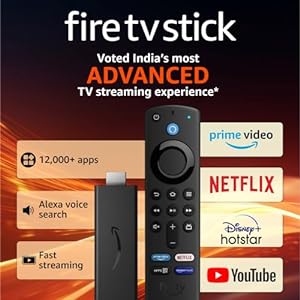 fire tv stick
Voted India's most
ADVANCED
TV streaming experience*
12,000+ apps
Alexa voice
search
Fast
streaming
prime video
NETFLIX
Disney+
hotstar
YouTube